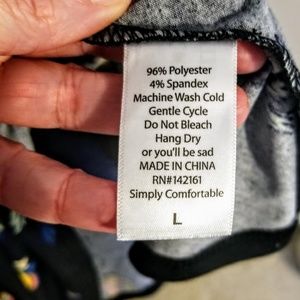 96% Polyester
4% Spandex
Machine Wash Cold
Gentle Cycle
Do Not Bleach
Hang Dry
or you'll be sad
MADE IN CHINA
RN#142161
Simply Comfortable
L